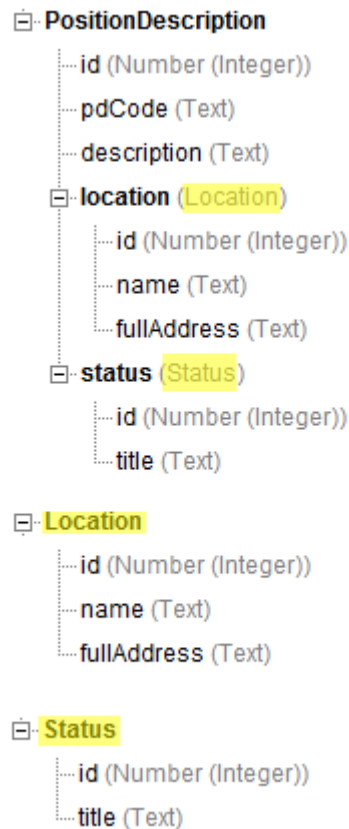 PositionDescription
id (Number (Integer))
pdCode (Text)
description (Text)
location (Location)
id (Number (Integer))
name (Text)
fullAddress (Text)
status (Status)
id (Number (Integer))
title (Text)
Location
id (Number (Integer))
name (Text)
fullAddress (Text)
Status
id (Number (Integer))
title (Text)